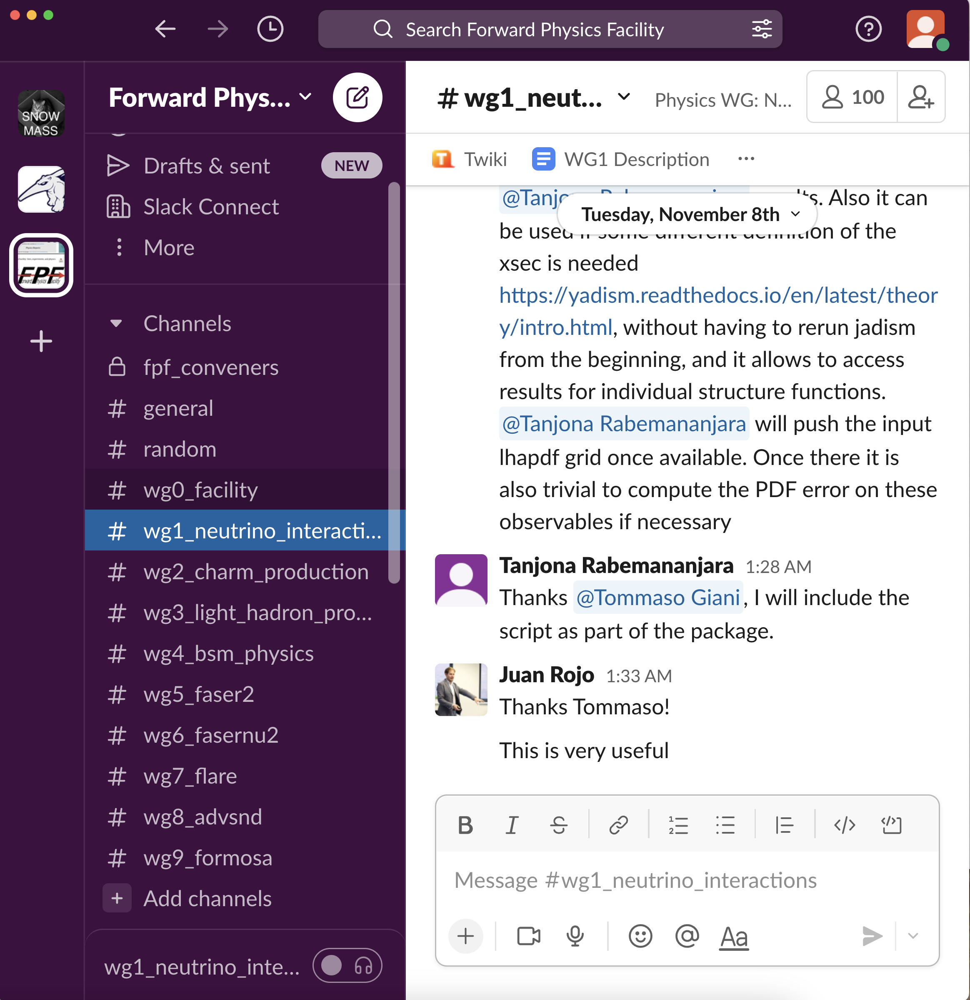 Search Forward Physics Facility
SNOW
MASS
FPF
Forward Phys...
Drafts & sent
NEW
Slack Connect
More
Channels
fpf_conveners
general
random
wg0_facility
wg1_neutrino_interacti...
wg2_charm_production
wg3_light_hadron_pro...
wg4_bsm_physics
wg5_faser2
wg6_fasernu2
wg7_flare
wg8_advsnd
wg9_formosa
Add channels
wg1_neutrino_inte...
# wg1_neut...
Physics WG: N...
100
Twiki
WG1 Description
...
Tuesday, November 8th
Also it can
be used of the
xsec is needed
https://yadism.readthedocs.io/en/latest/theor
y/intro.html, without having to rerun jadism
from the beginning, and it allows to access
results for individual structure functions.
@Tanjona Rabemananjara will push the input
lhapdf grid once available. Once there it is
also trivial to compute the PDF error on these
observables if necessary
Tanjona Rabemananjara 1:28 AM
Thanks @Tommaso Giani, I will include the
script as part of the package.
Juan Rojo 1:33 AM
Thanks Tommaso!
This is very useful
Message #wg1_neutrino_interactions
Aa